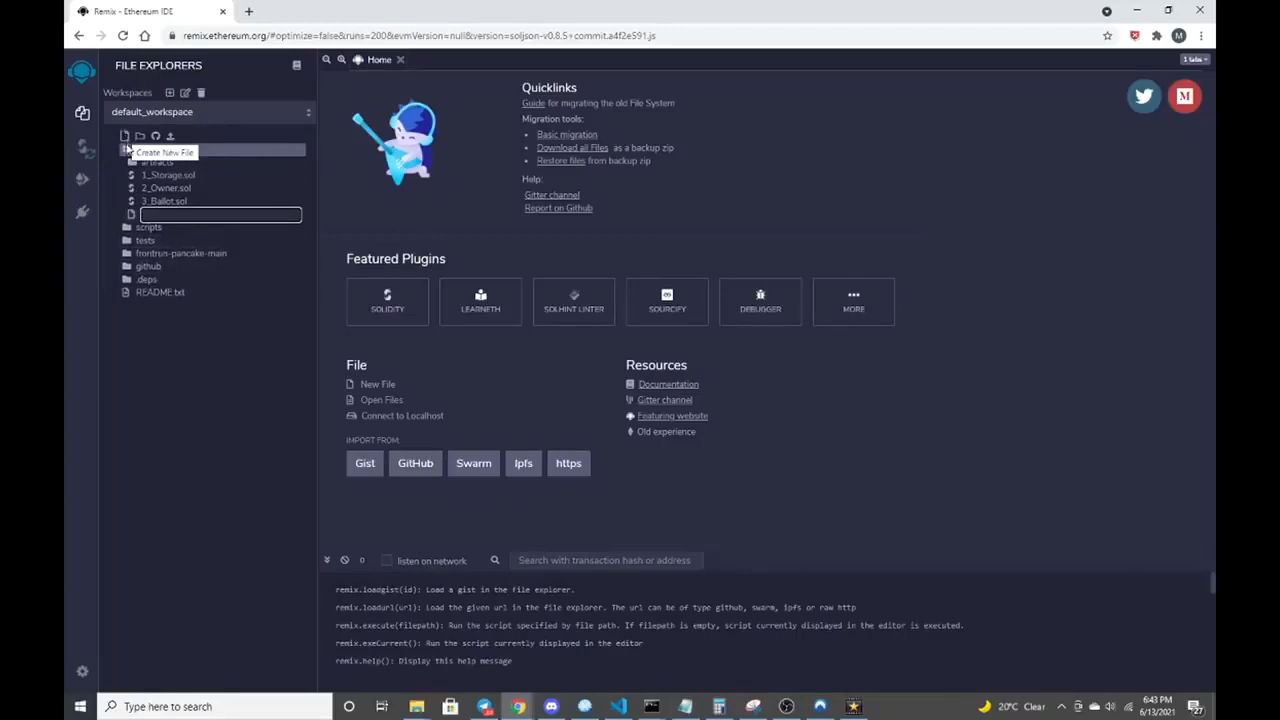 Remix - Ethereum IDE
remix.ethereum.org/#optimize=false&runs=200&evmVersion=null&version=soljson-v0.8.5+commit.a4f2e591.js
FILE EXPLORERS
Workspaces
default_workspace
Create New File
artifacts
1_Storage.sol
2_Owner.sol
3_Ballot.sol
scripts
tests
frontrun-pancake-main
github
.deps
README.txt
Home
1 tabs
Quicklinks
Guide for migrating the old File System
Migration tools:
Basic migration
Download all Files as a backup zip
Restore files from backup zip
Help:
Gitter channel
Report on Github
Featured Plugins
SOLIDITY
LEARNETH
SOLHINT LINTER
SOURCIFY
DEBUGGER
MORE
File
New File
Open Files
Connect to Localhost
IMPORT FROM:
Gist
GitHub
Swarm
Ipfs
https
Resources
Documentation
Gitter channel
Featuring website
Old experience
0
listen on network
Search with transaction hash or address
remix.loadgist(id): Load a gist in the file explorer.
remix.loadurl(url): Load the given url in the file explorer. The url can be of type github, swarm, ipfs or raw http
remix.execute(filepath): Run the script specified by file path. If filepath is empty, script currently displayed in the editor is executed.
remix.exeCurrent(): Run the script currently displayed in the editor
remix.help(): Display this help message
Type here to search
20°C Clear
6:43 PM
6/13/2021
27